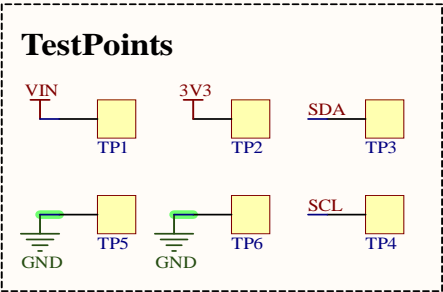 TestPoints
VIN
3V3
SDA
TP1
TP2
TP3
SCL
GND
TP5
GND
TP6
TP4